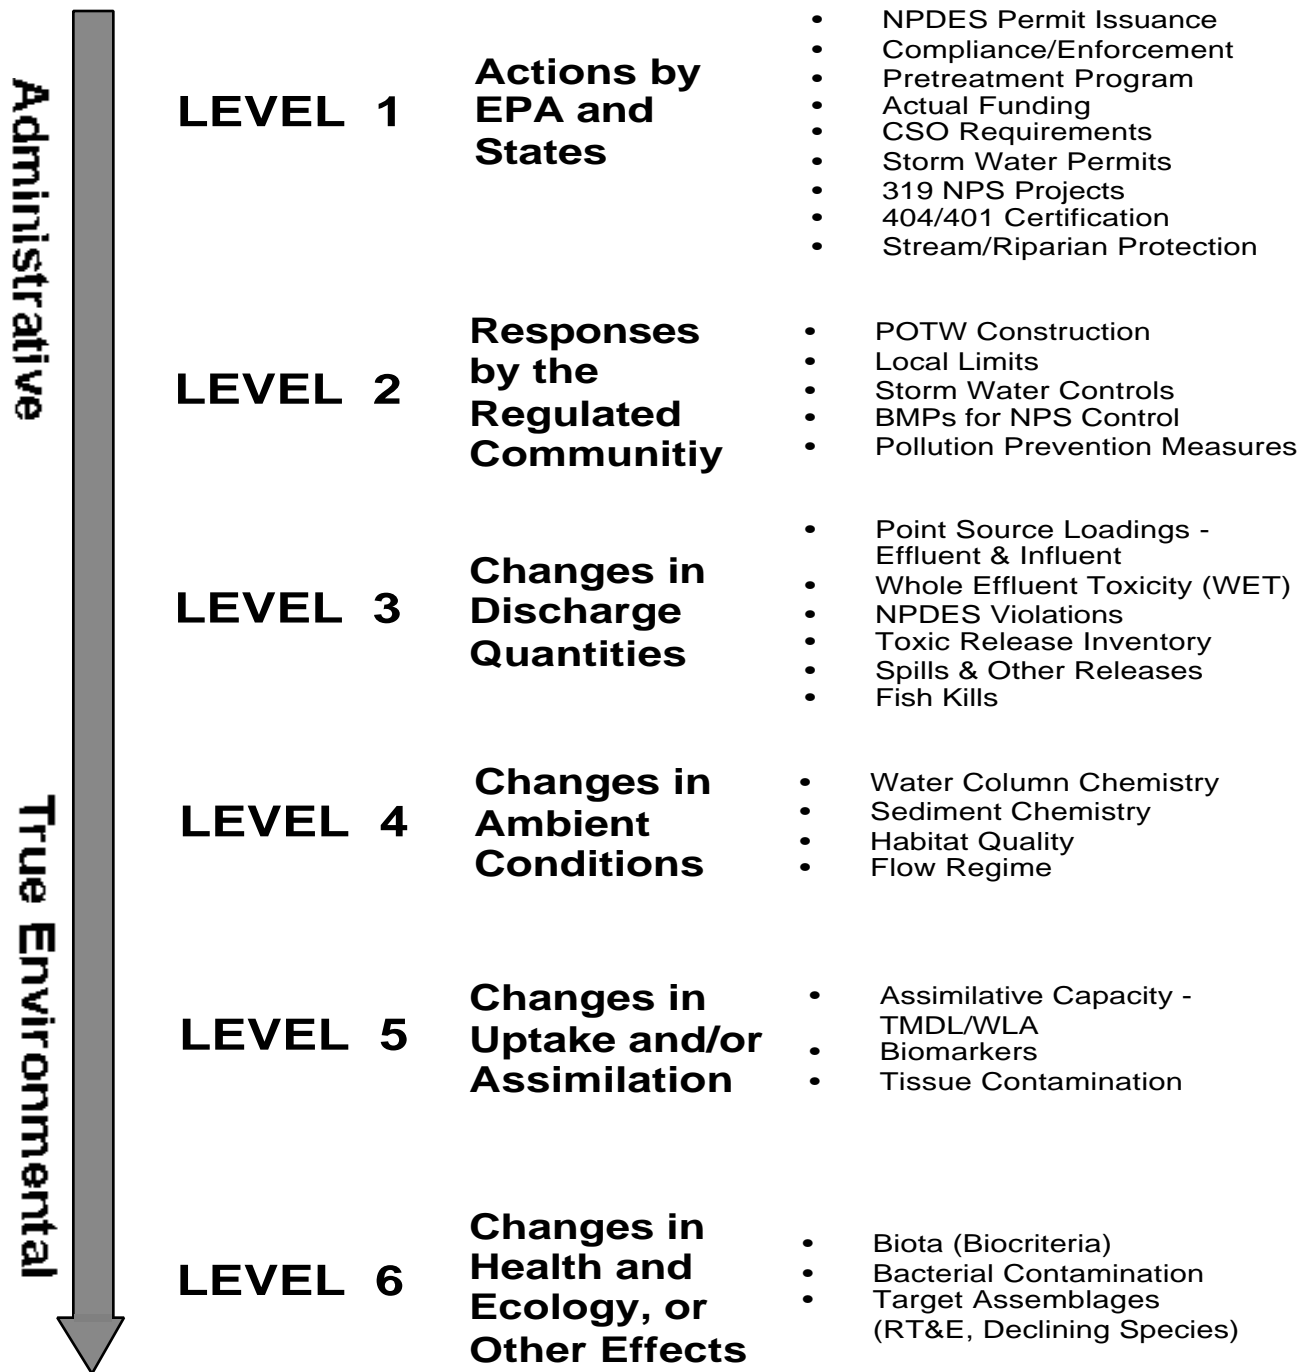 Administrative
True Environmental
LEVEL 1
Actions by
EPA and
States
• NPDES Permit Issuance
• Compliance/Enforcement
• Pretreatment Program
• Actual Funding
• CSO Requirements
• Storm Water Permits
• 319 NPS Projects
• 404/401 Certification
• Stream/Riparian Protection
LEVEL 2
Responses
by the
Regulated
Communitiy
• POTW Construction
• Local Limits
• Storm Water Controls
• BMPs for NPS Control
• Pollution Prevention Measures
LEVEL 3
Changes in
Discharge
Quantities
• Point Source Loadings -
Effluent & Influent
• Whole Effluent Toxicity (WET)
• NPDES Violations
• Toxic Release Inventory
• Spills & Other Releases
• Fish Kills
LEVEL 4
Changes in
Ambient
Conditions
• Water Column Chemistry
• Sediment Chemistry
• Habitat Quality
• Flow Regime
LEVEL 5
Changes in
Uptake and/or
Assimilation
• Assimilative Capacity -
TMDL/WLA
• Biomarkers
• Tissue Contamination
LEVEL 6
Changes in
Health and
Ecology, or
Other Effects
• Biota (Biocriteria)
• Bacterial Contamination
• Target Assemblages
(RT&E, Declining Species)